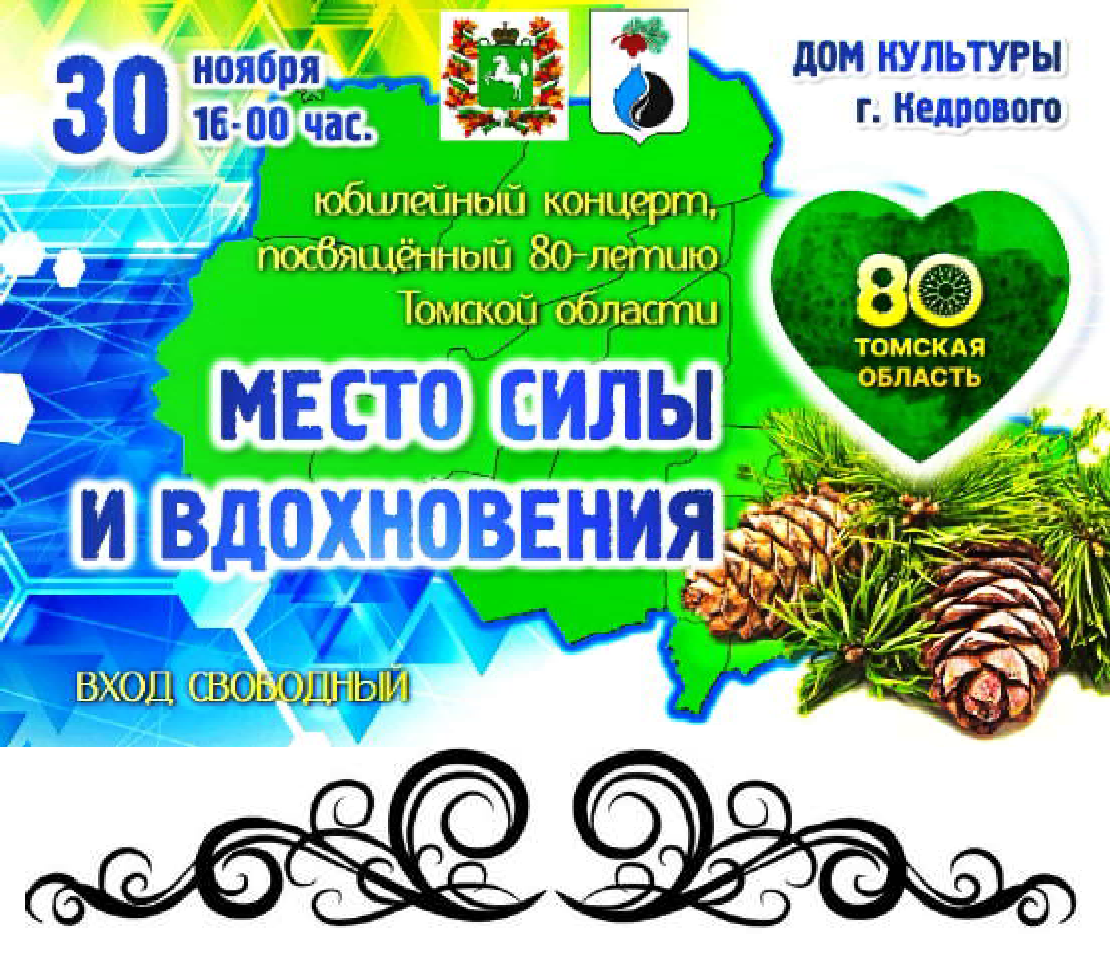 30
ноября
16-00 час.
ДОМ КУЛЬТУРЫ
г. Кедрового
юбилейный концерт,
посвящённый 80-летию
Томской области
80
ТОМСКАЯ
ОБЛАСТЬ
МЕСТО СИЛЫ
И ВДОХНОВЕНИЯ
ВХОД СВОБОДНЫЙ